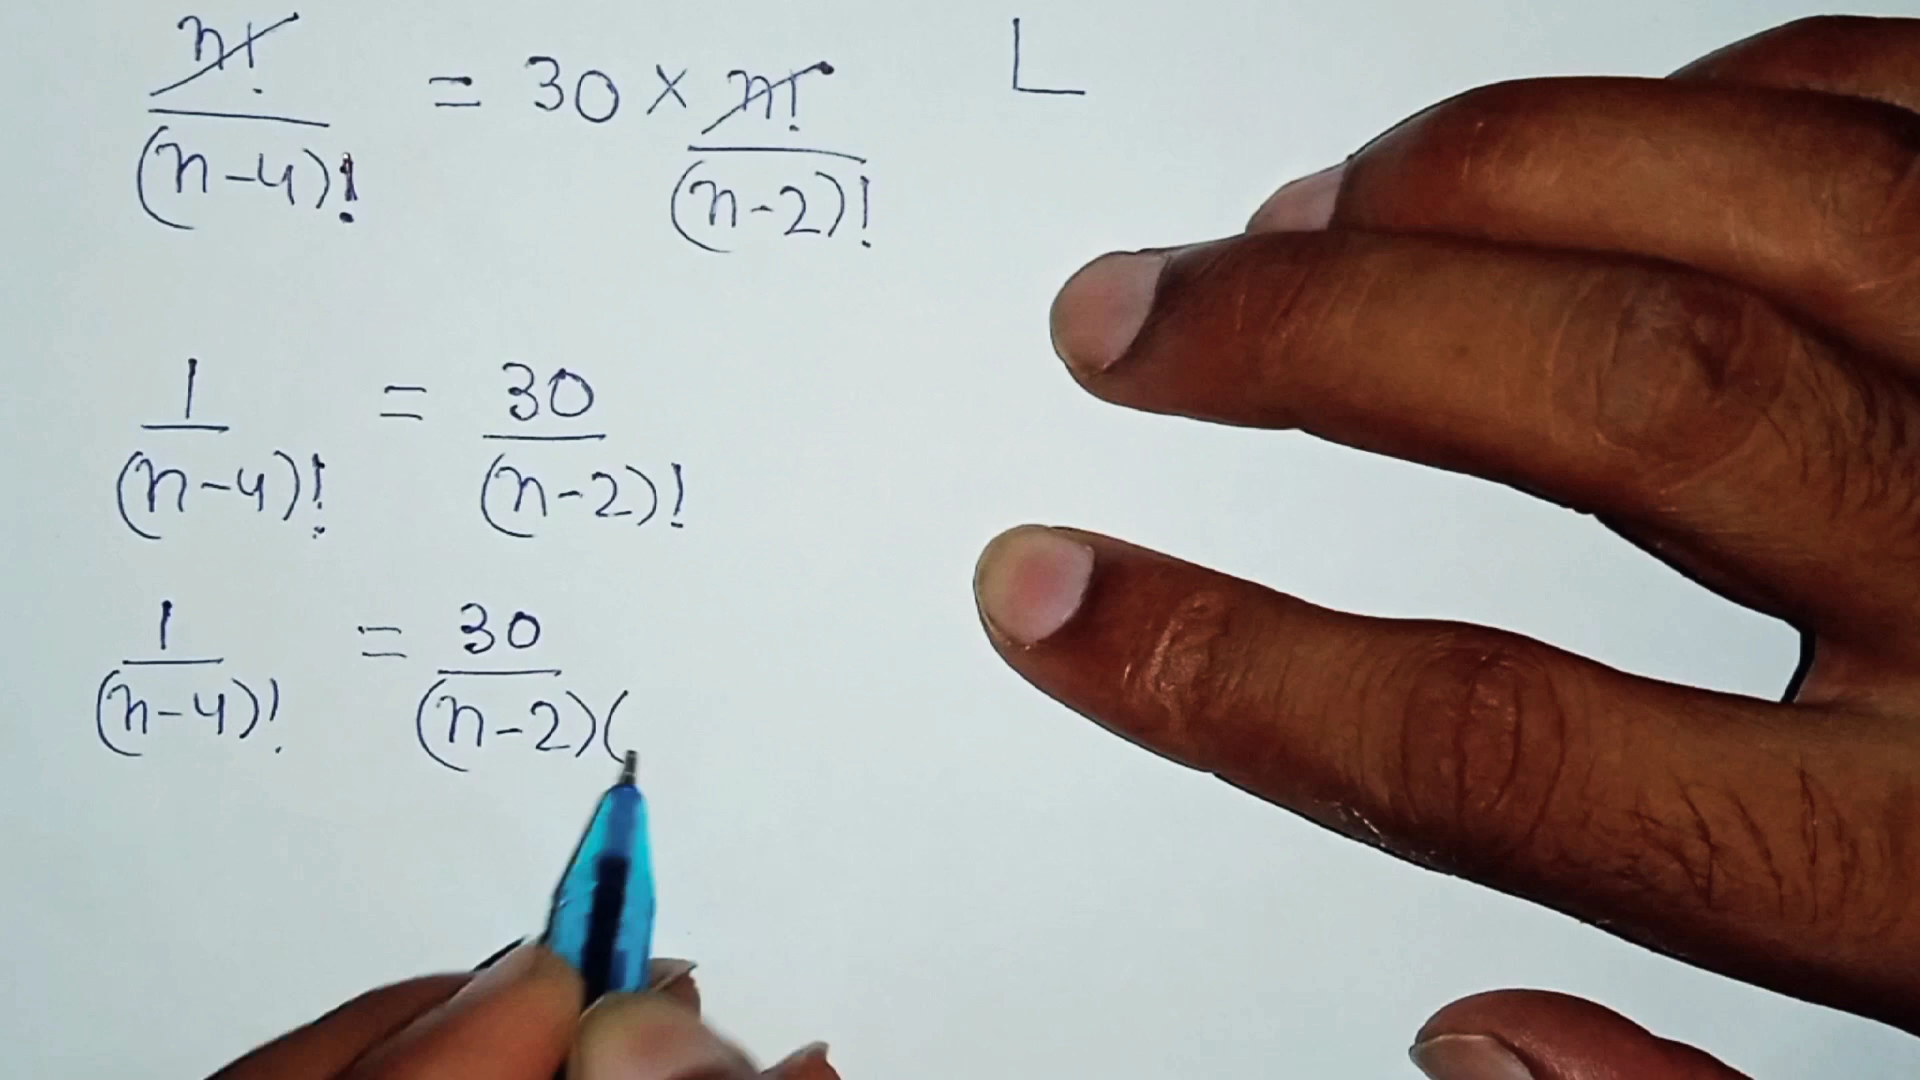 n!/(n-4)! = 30 × n!/(n-2)!
1/(n-4)! = 30/(n-2)!
1/(n-4)! = 30/(n-2)(